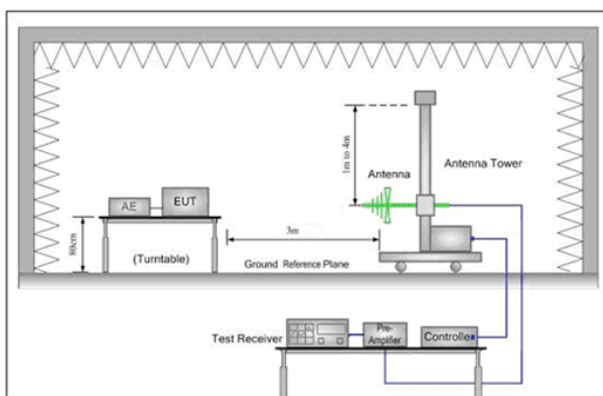 1m to 4m
Antenna
Antenna Tower
AE
EUT
80cm
(Turntable)
3m
Ground Reference Plane
Test Receiver
Pre-
Amplifier
Controller